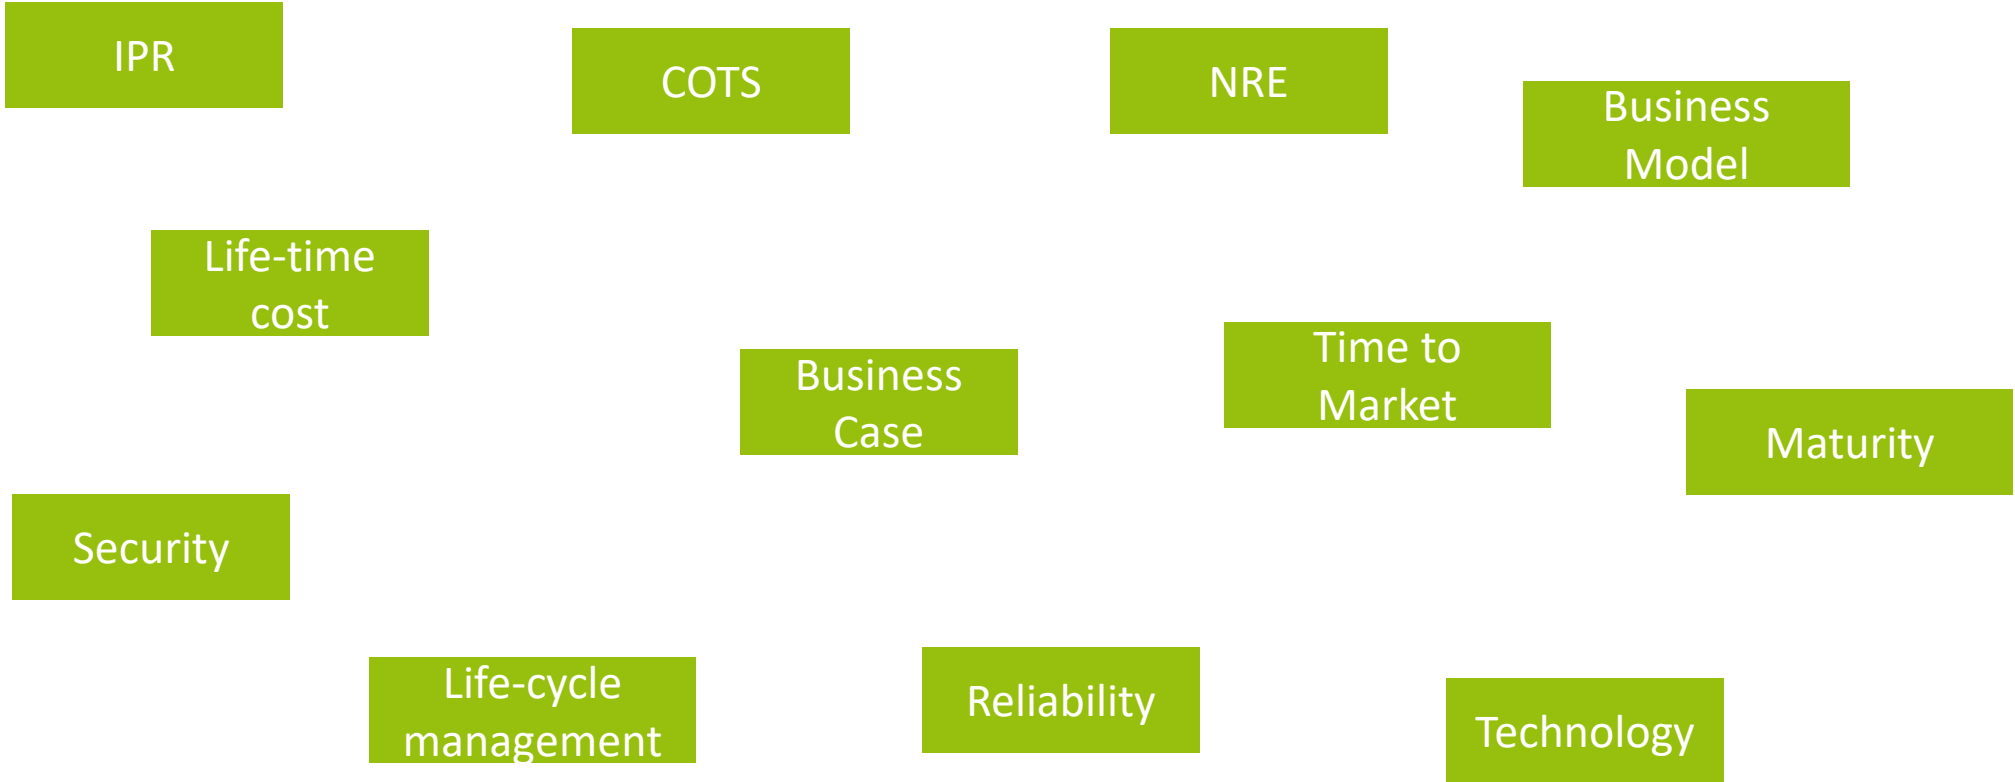 IPR
COTS
NRE
Business
Model
Life-time
cost
Business
Case
Time to
Market
Maturity
Security
Life-cycle
management
Reliability
Technology